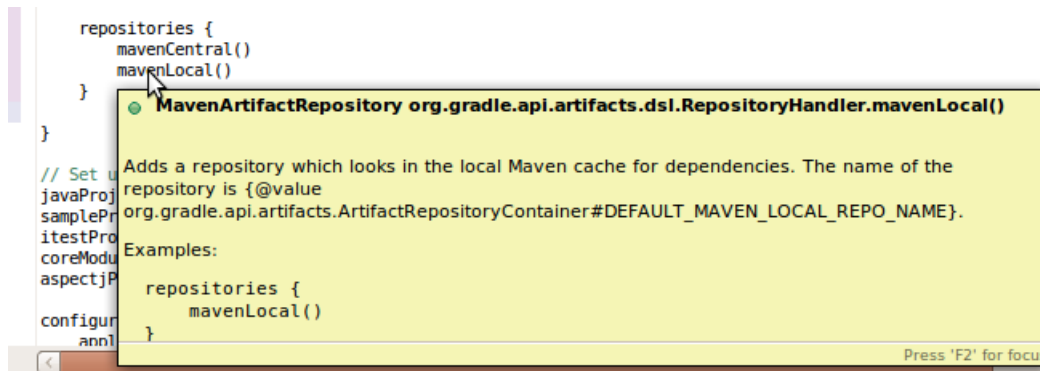 repositories {
mavenCentral()
mavenLocal()
}
MavenArtifactRepository org.gradle.api.artifacts.dsl.RepositoryHandler.mavenLocal()
}
Adds a repository which looks in the local Maven cache for dependencies. The name of the
// Set u
repository is {@value
javaProj
org.gradle.api.artifacts.ArtifactRepositoryContainer#DEFAULT_MAVEN_LOCAL_REPO_NAME}.
samplePr
itestPro
Examples:
coreModu
aspectjP
repositories {
mavenLocal()
configur
}
appl
Press 'F2' for focu